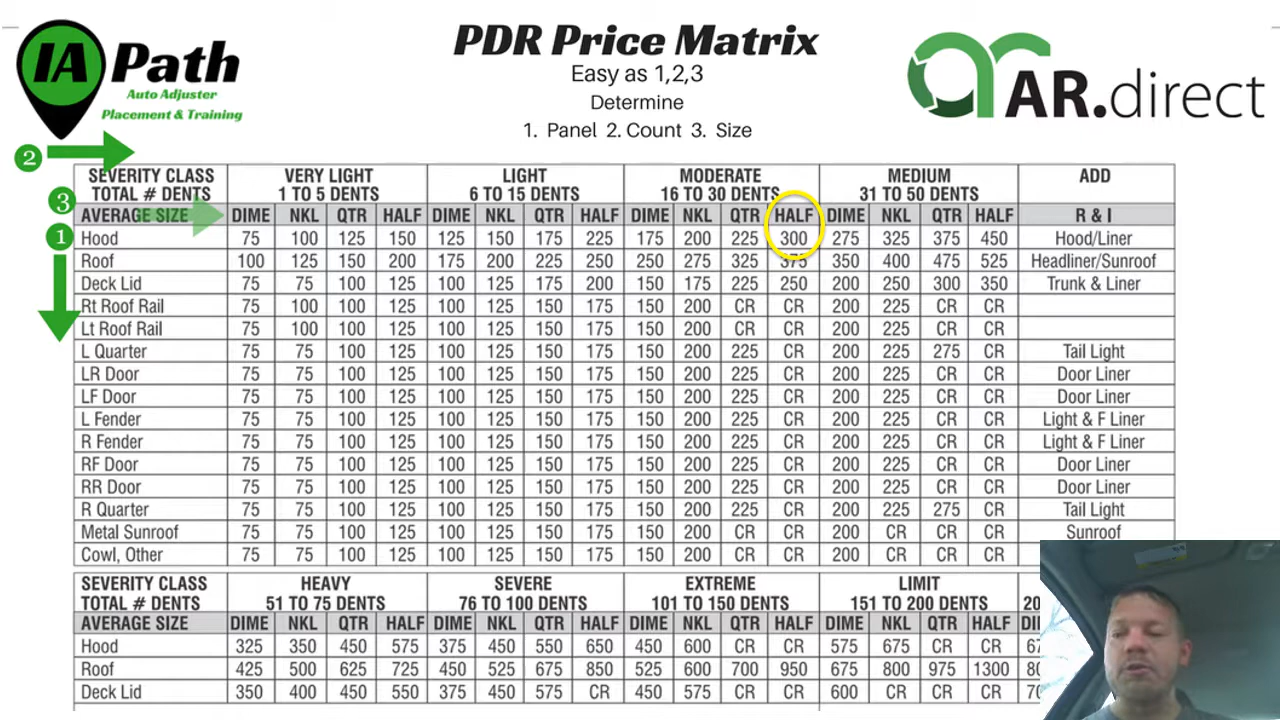 IA Path
Auto Adjuster
Placement & Training
PDR Price Matrix
Easy as 1,2,3
Determine
1. Panel 2. Count 3. Size
AR.direct
2
3
1
SEVERITY CLASS VERY LIGHT LIGHT MODERATE MEDIUM ADD
TOTAL # DENTS 1 TO 5 DENTS 6 TO 15 DENTS 16 TO 30 DENTS 31 TO 50 DENTS
AVERAGE SIZE DIME NKL QTR HALF DIME NKL QTR HALF DIME NKL QTR HALF DIME NKL QTR HALF R & I
Hood 75 100 125 150 125 150 175 225 175 200 225 300 275 325 375 450 Hood/Liner
Roof 100 125 150 200 175 200 225 250 250 275 325 375 350 400 475 525 Headliner/Sunroof
Deck Lid 75 75 100 125 100 125 175 200 150 175 225 250 200 250 300 350 Trunk & Liner
Rt Roof Rail 75 100 100 125 100 125 150 175 150 200 CR CR 200 225 CR CR
Lt Roof Rail 75 100 100 125 100 125 150 175 150 200 CR CR 200 225 CR CR
L Quarter 75 75 100 125 100 125 150 175 150 200 225 CR 200 225 275 CR Tail Light
LR Door 75 75 100 125 100 125 150 175 150 200 225 CR 200 225 CR CR Door Liner
LF Door 75 75 100 125 100 125 150 175 150 200 225 CR 200 225 CR CR Door Liner
L Fender 75 75 100 125 100 125 150 175 150 200 225 CR 200 225 CR CR Light & F Liner
R Fender 75 75 100 125 100 125 150 175 150 200 225 CR 200 225 CR CR Light & F Liner
RF Door 75 75 100 125 100 125 150 175 150 200 225 CR 200 225 CR CR Door Liner
RR Door 75 75 100 125 100 125 150 175 150 200 225 CR 200 225 CR CR Door Liner
R Quarter 75 75 100 125 100 125 150 175 150 200 225 CR 200 225 275 CR Tail Light
Metal Sunroof 75 75 100 125 100 125 150 175 150 200 CR CR 200 CR CR CR Sunroof
Cowl, Other 75 75 100 125 100 125 150 175 150 200 CR CR 200 CR CR CR
SEVERITY CLASS HEAVY SEVERE EXTREME LIMIT
TOTAL # DENTS 51 TO 75 DENTS 76 TO 100 DENTS 101 TO 150 DENTS 151 TO 200 DENTS
AVERAGE SIZE DIME NKL QTR HALF DIME NKL QTR HALF DIME NKL QTR HALF DIME NKL QTR HALF
Hood 325 350 450 575 375 450 550 650 450 600 CR CR 575 675 CR CR
Roof 425 500 625 725 450 525 675 850 525 600 700 950 675 800 975 1300
Deck Lid 350 400 450 550 375 450 575 CR 450 575 CR CR 600 CR CR CR